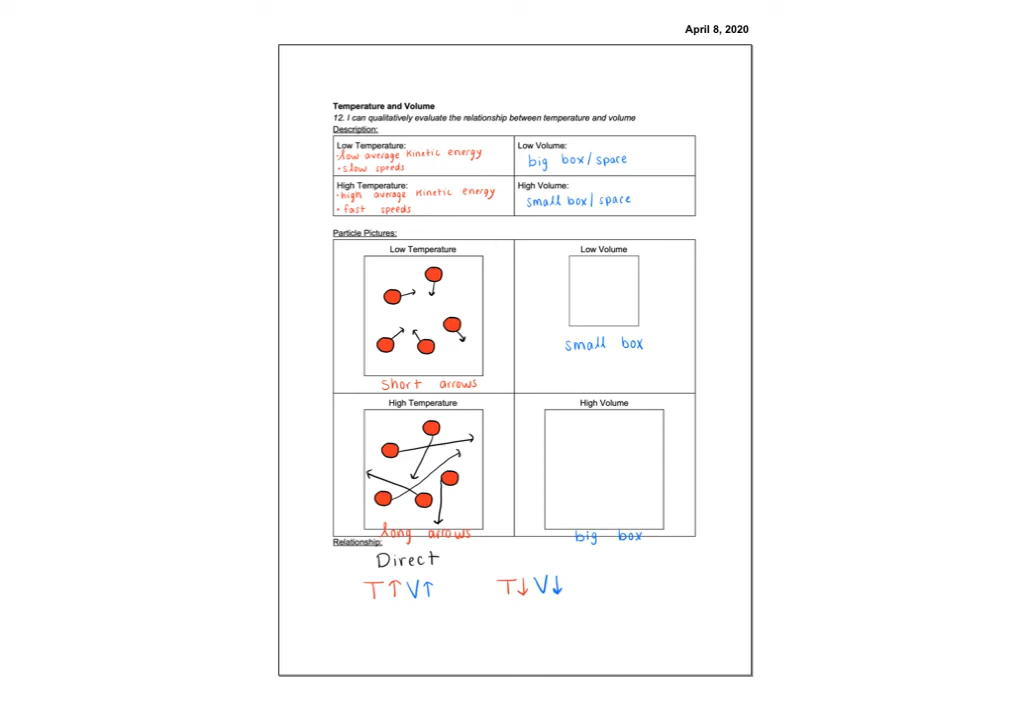 April 8, 2020
Temperature and Volume
12. I can qualitatively evaluate the relationship between temperature and volume
Description:
Low Temperature:
•low average kinetic energy
•slow speeds
Low Volume:
big box/space
High Temperature:
•high average kinetic energy
• fast speeds
High Volume:
small box/space
Particle Pictures:
Low Temperature
short arrows
Low Volume
small box
High Temperature
long arrows
High Volume
big box
Relationship:
Direct
T↑V↑ T↓V↓